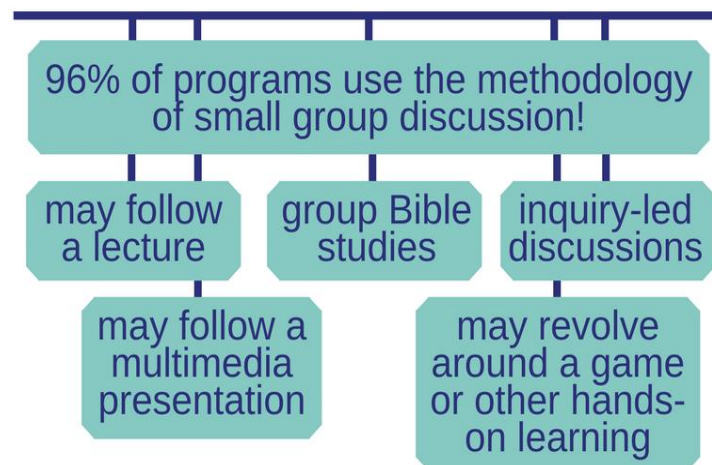 96% of programs use the methodology
of small group discussion!
may follow
a lecture
group Bible
studies
inquiry-led
discussions
may follow a
multimedia
presentation
may revolve
around a game
or other hands-
on learning